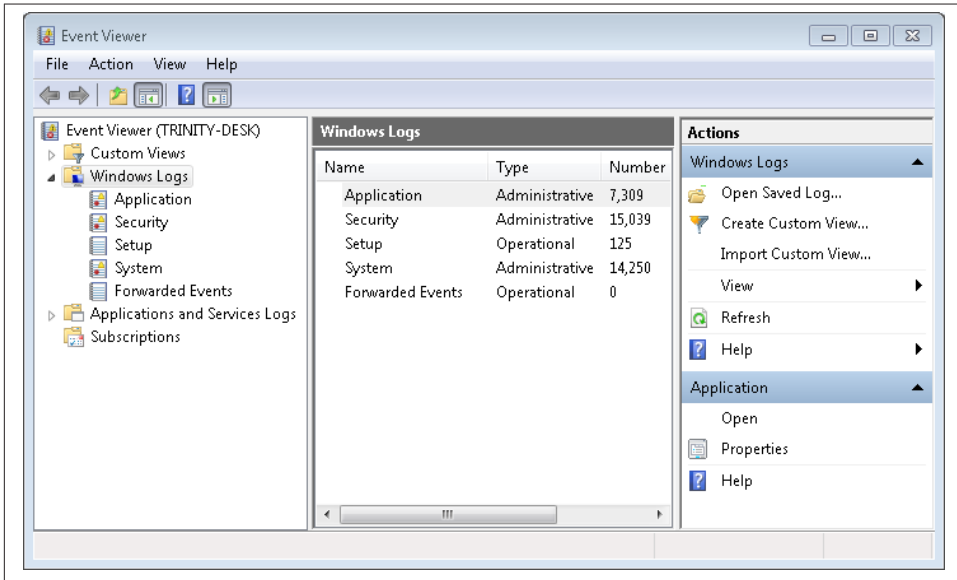 Event Viewer
File Action View Help
Event Viewer (TRINITY-DESK)
Custom Views
Windows Logs
Application
Security
Setup
System
Forwarded Events
Applications and Services Logs
Subscriptions
Windows Logs
Name Type Number
Application Administrative 7,309
Security Administrative 15,039
Setup Operational 125
System Administrative 14,250
Forwarded Events Operational 0
Actions
Windows Logs
Open Saved Log...
Create Custom View...
Import Custom View...
View
Refresh
Help
Application
Open
Properties
Help